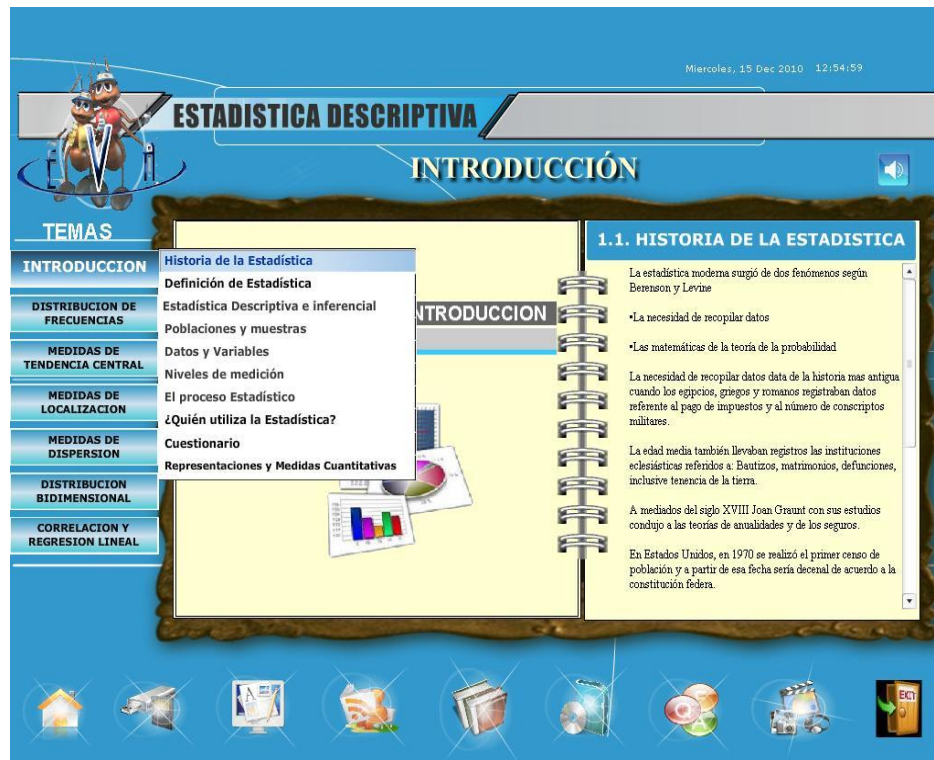 Miercoles, 15 Dec 2010 12:54:59
ESTADISTICA DESCRIPTIVA
EVA
INTRODUCCIÓN
TEMAS
INTRODUCCION
DISTRIBUCION DE
FRECUENCIAS
MEDIDAS DE
TENDENCIA CENTRAL
MEDIDAS DE
LOCALIZACION
MEDIDAS DE
DISPERSION
DISTRIBUCION
BIDIMENSIONAL
CORRELACION Y
REGRESION LINEAL
Historia de la Estadística
Definición de Estadística
Estadística Descriptiva e inferencial
Poblaciones y muestras
Datos y Variables
Niveles de medición
El proceso Estadístico
¿Quién utiliza la Estadística?
Cuestionario
Representaciones y Medidas Cuantitativas
NTRODUCCION
1.1. HISTORIA DE LA ESTADISTICA
La estadística moderna surgió de dos fenómenos según
Berenson y Levine
•La necesidad de recopilar datos
•Las matemáticas de la teoría de la probabilidad
La necesidad de recopilar datos data de la historia mas antigua
cuando los egipcios, griegos y romanos registraban datos
referente al pago de impuestos y al número de conscriptos
militares.
La edad media también llevaban registros las instituciones
eclesiásticas referidos a: Bautizos, matrimonios, defunciones,
inclusive tenencia de la tierra.
A mediados del siglo XVIII Joan Graunt con sus estudios
condujo a las teorías de anualidades y de los seguros.
En Estados Unidos, en 1970 se realizó el primer censo de
población y a partir de esa fecha sería decenal de acuerdo a la
constitución federa.
EXIT